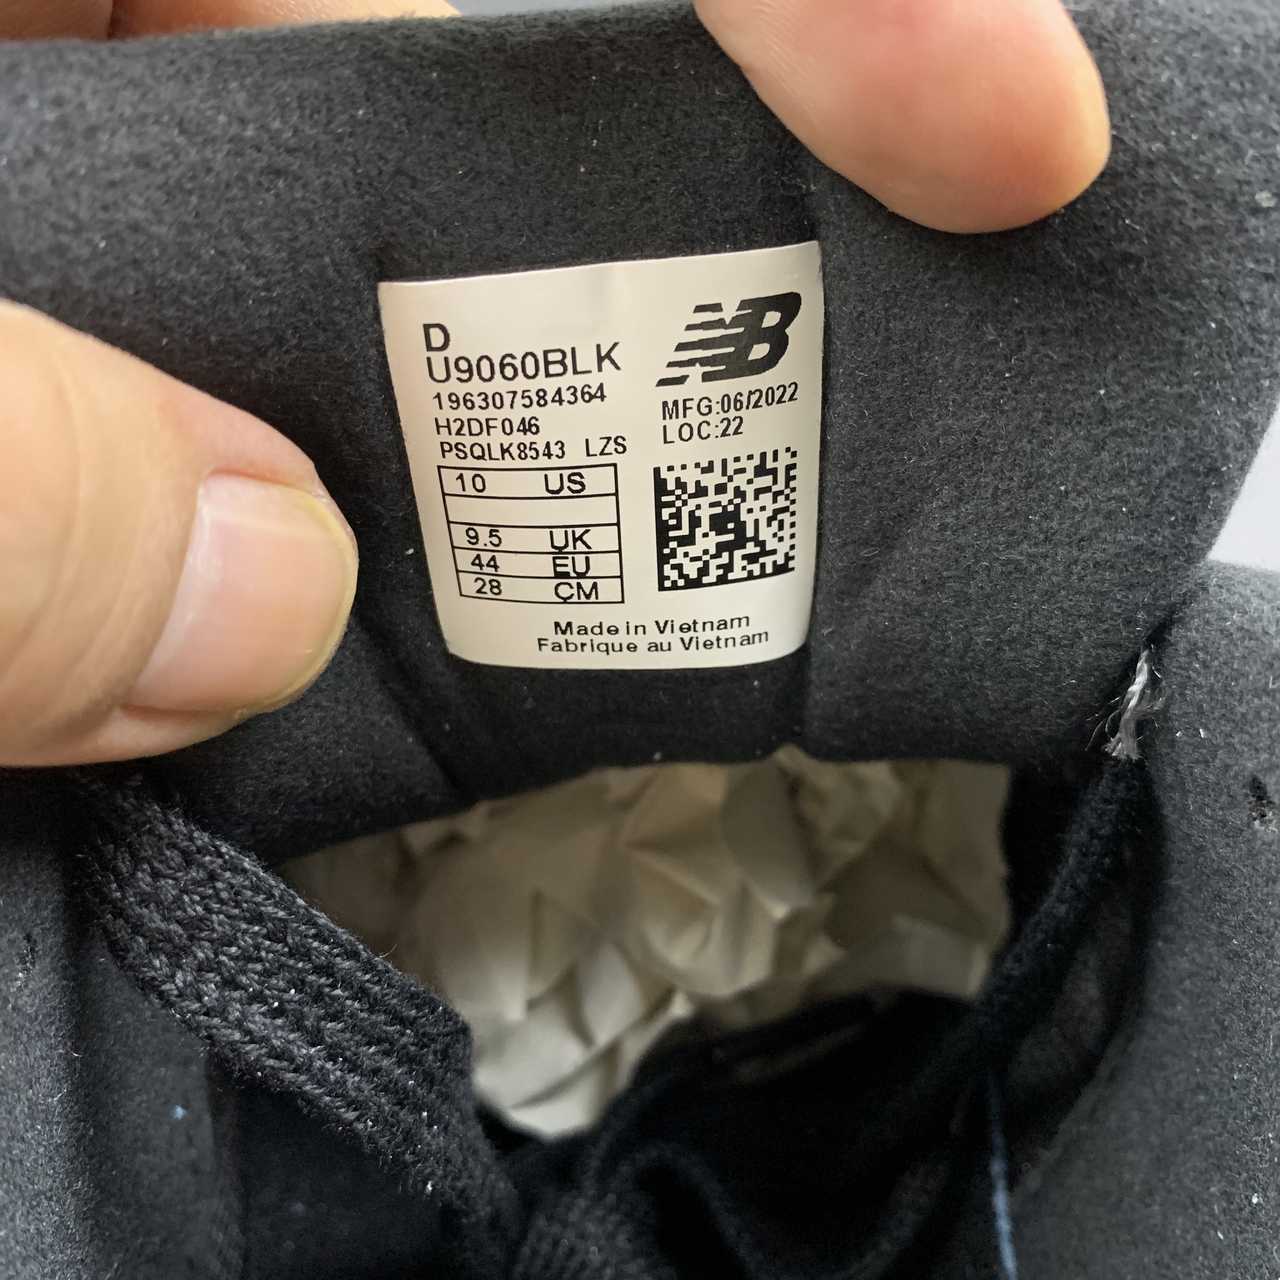 D
U9060BLK
196307584364
H2DF046
PSQLK8543 LZS
NB
MFG:06/2022
LOC:22
10 US
9.5 UK
44 EU
28 CM
Made in Vietnam
Fabrique au Vietnam